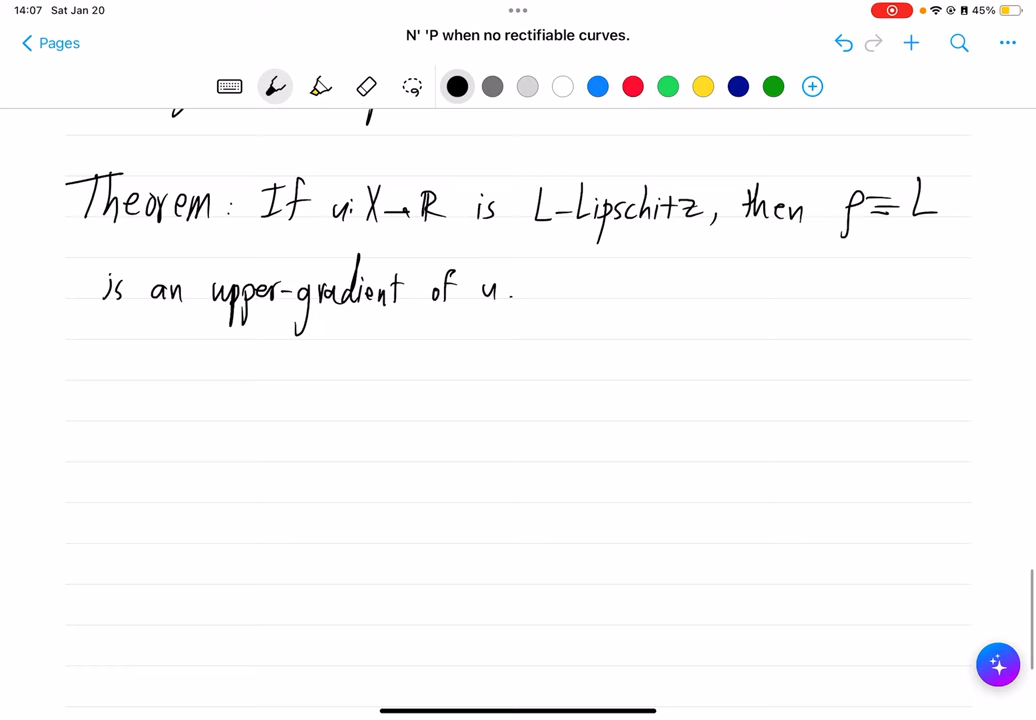 14:07 Sat Jan 20
45%
Pages
N' 'P when no rectifiable curves.
Theorem: If u: X → R is L-Lipschitz, then ρ ≡ L
is an upper-gradient of u.